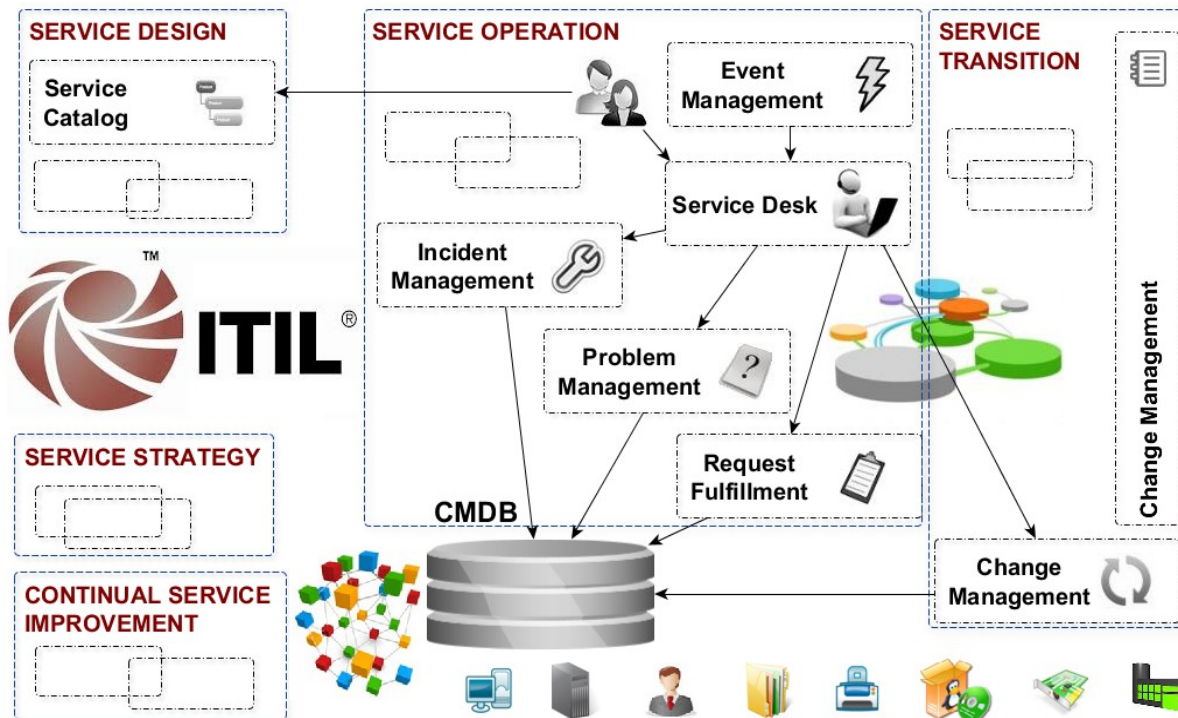 SERVICE DESIGN
Service
Catalog
SERVICE OPERATION
Event
Management
Service Desk
Incident
Management
Problem
Management
?
Request
Fulfillment
SERVICE
TRANSITION
Change Management
Change
Management
TM
ITIL®
SERVICE STRATEGY
CONTINUAL SERVICE
IMPROVEMENT
CMDB